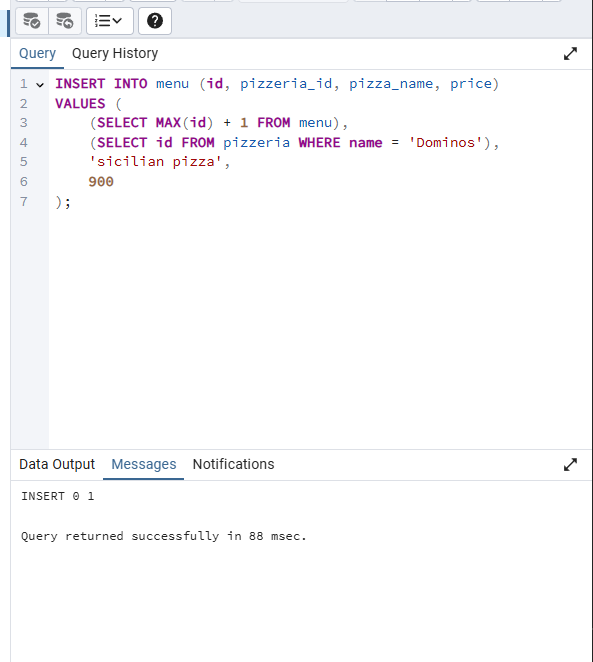 Query Query History
1 INSERT INTO menu (id, pizzeria_id, pizza_name, price)
2 VALUES (
3 (SELECT MAX(id) + 1 FROM menu),
4 (SELECT id FROM pizzeria WHERE name = 'Dominos'),
5 'sicilian pizza',
6 900
7 );
Data Output Messages Notifications
INSERT 0 1
Query returned successfully in 88 msec.